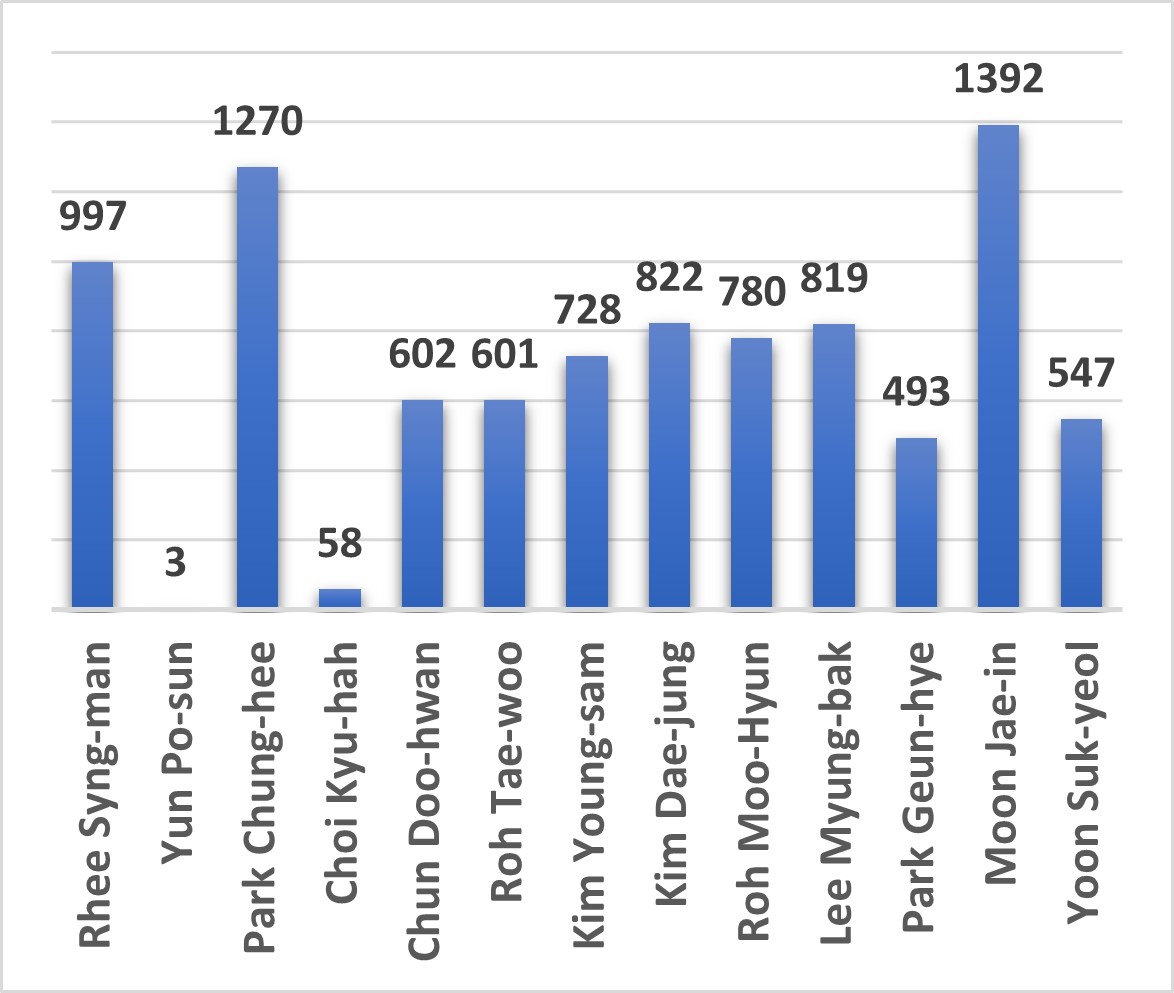 997
3
1270
58
602
601
728
822
780
819
493
1392
547
Rhee Syng-man
Yun Po-sun
Park Chung-hee
Choi Kyu-hah
Chun Doo-hwan
Roh Tae-woo
Kim Young-sam
Kim Dae-jung
Roh Moo-Hyun
Lee Myung-bak
Park Geun-hye
Moon Jae-in
Yoon Suk-yeol